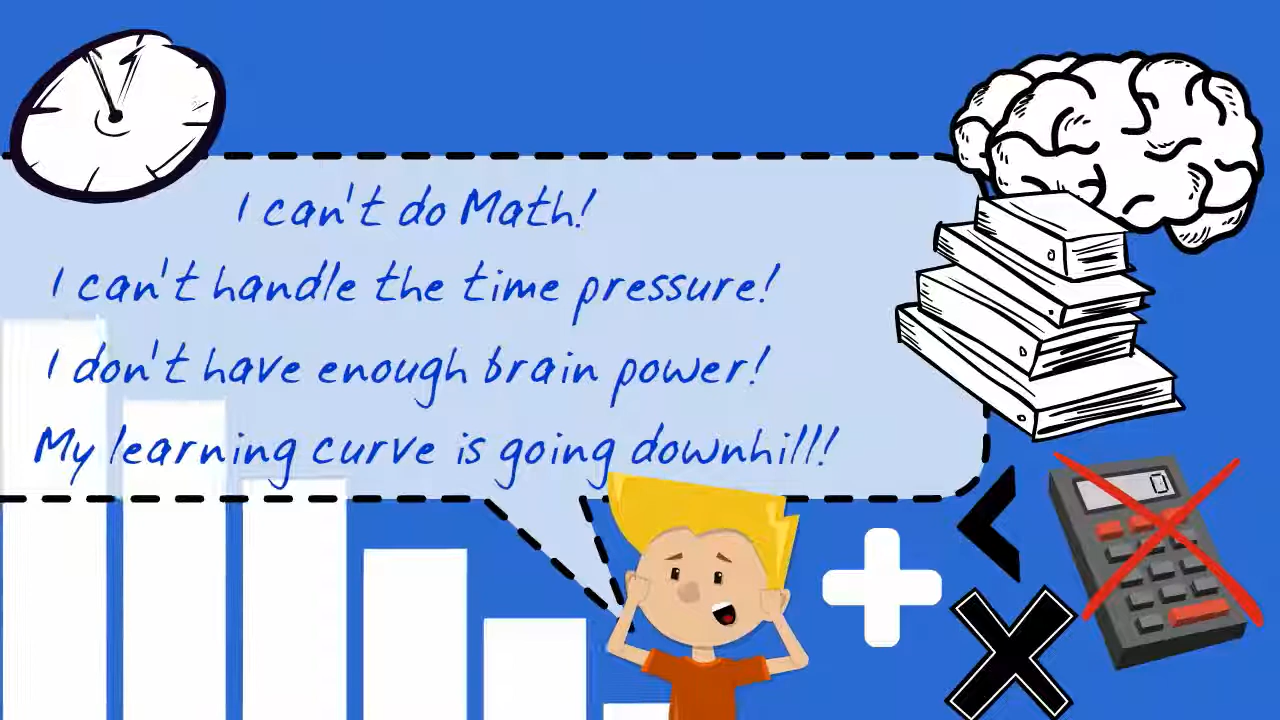 I can't do Math!
I can't handle the time pressure!
I don't have enough brain power!
My learning curve is going downhill!
0